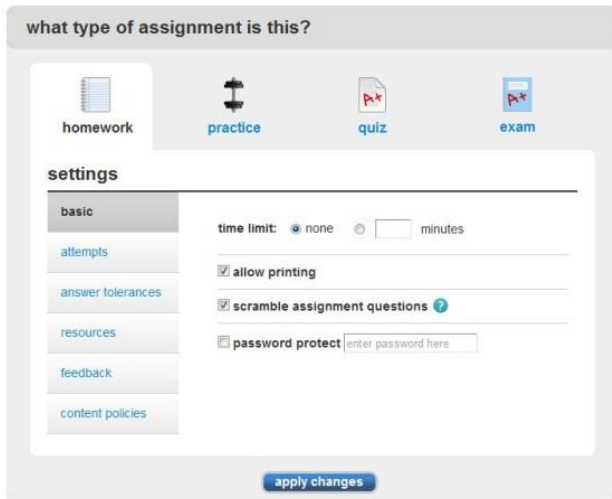 what type of assignment is this?
homework practice quiz exam
settings
basic
time limit: none minutes
attempts
allow printing
answer tolerances
scramble assignment questions ?
resources
password protect enter password here
feedback
content policies
apply changes
A+
A+